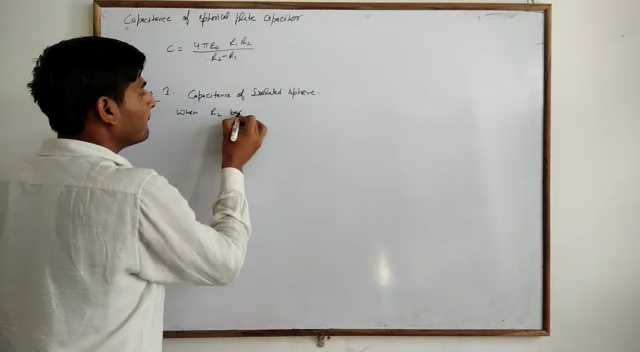 Capacitance of spherical plate capacitor
C = 4πε₀ R₁R₂ / R₂-R₁
1. Capacitance of Isolated sphere.
When R₂